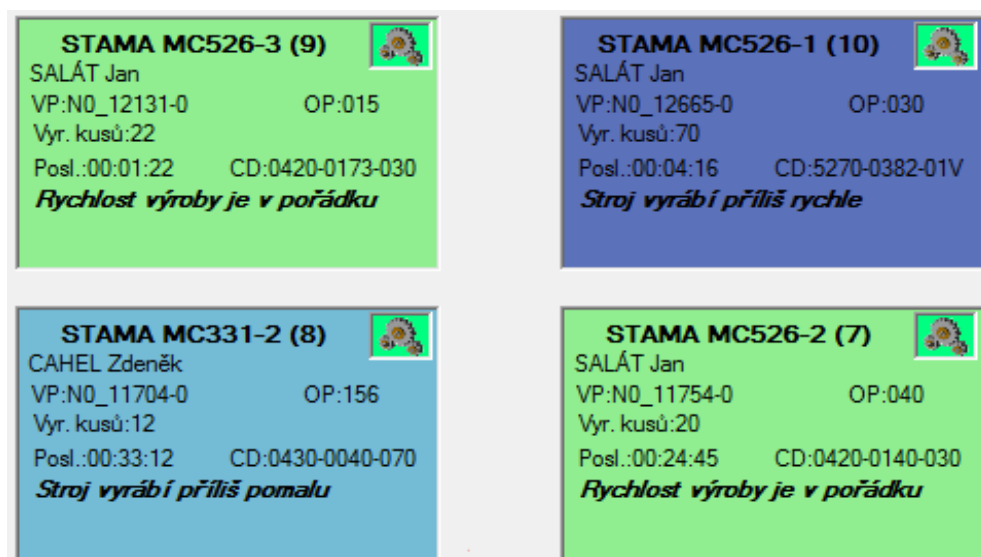 STAMA MC526-3 (9)
SALÁT Jan
VP:N0_12131-0 OP:015
Vyr. kusů:22
Posl.:00:01:22 CD:0420-0173-030
Rychlost výroby je v pořádku
STAMA MC526-1 (10)
SALÁT Jan
VP:N0_12665-0 OP:030
Vyr. kusů:70
Posl.:00:04:16 CD:5270-0382-01V
Stroj vyrábí příliš rychle
STAMA MC331-2 (8)
CAHEL Zdeněk
VP:N0_11704-0 OP:156
Vyr. kusů:12
Posl.:00:33:12 CD:0430-0040-070
Stroj vyrábí příliš pomalu
STAMA MC526-2 (7)
SALÁT Jan
VP:N0_11754-0 OP:040
Vyr. kusů:20
Posl.:00:24:45 CD:0420-0140-030
Rychlost výroby je v pořádku